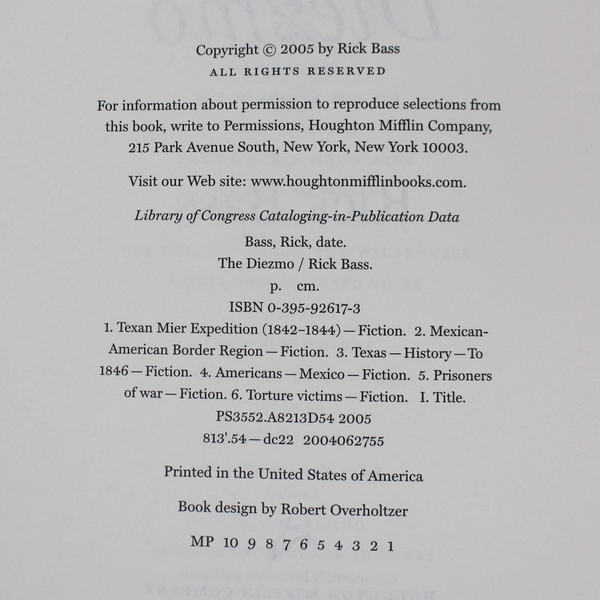 Copyright © 2005 by Rick Bass
ALL RIGHTS RESERVED
For information about permission to reproduce selections from
this book, write to Permissions, Houghton Mifflin Company,
215 Park Avenue South, New York, New York 10003.
Visit our Web site: www.houghtonmifflinbooks.com.
Library of Congress Cataloging-in-Publication Data
Bass, Rick, date.
The Diezmo / Rick Bass.
p. cm.
ISBN 0-395-92617-3
1. Texan Mier Expedition (1842–1844) — Fiction. 2. Mexican-
American Border Region — Fiction. 3. Texas — History — To
1846 — Fiction. 4. Americans — Mexico — Fiction. 5. Prisoners
of war — Fiction. 6. Torture victims — Fiction. I. Title.
PS3552.A8213D54 2005
813'.54 — dc22 2004062755
Printed in the United States of America
Book design by Robert Overholtzer
MP 10 9 8 7 6 5 4 3 2 1